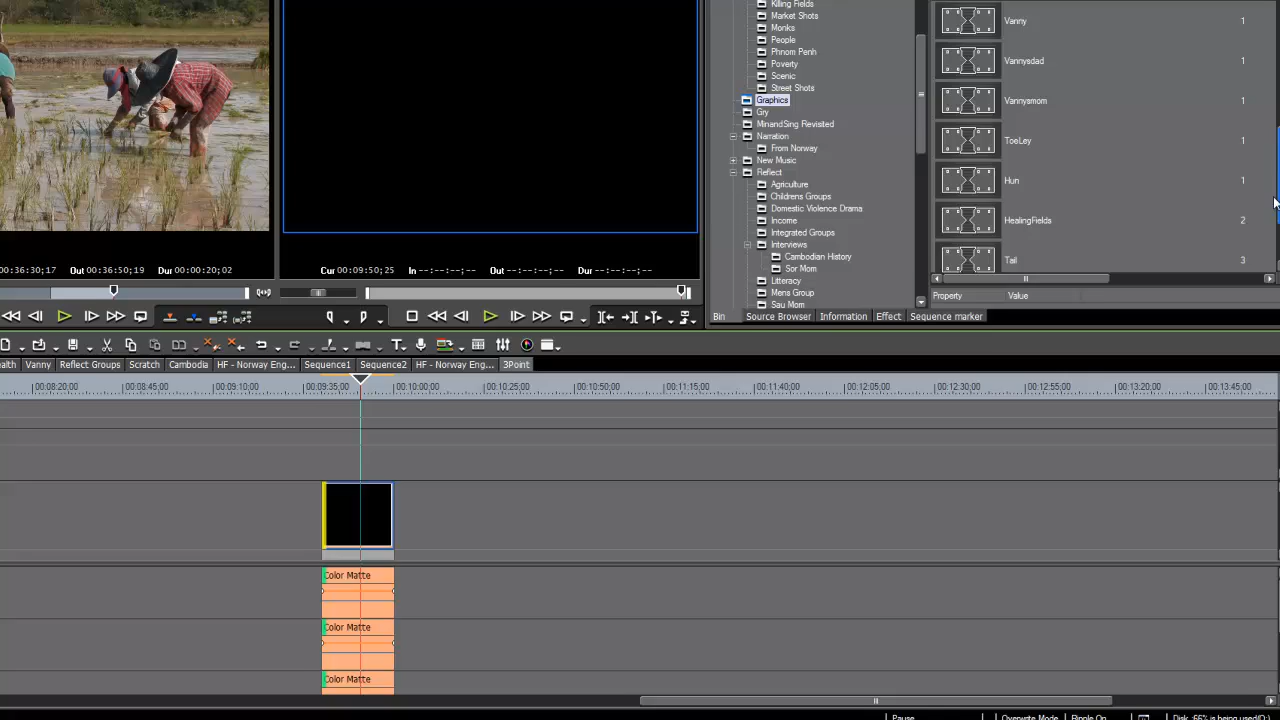 Killing Fields
Market Shots
Monks
People
Phnom Penh
Poverty
Scenic
Street Shots
Graphics
Gry
MinandSing Revisited
Narration
From Norway
New Music
Reflect
Agriculture
Childrens Groups
Domestic Violence Drama
Income
Integrated Groups
Interviews
Cambodian History
Sor Mom
Litteracy
Mens Group
Sau Mom
Vanny 1
Vannysdad 1
Vannysmom 1
ToeLey 1
Hun 1
HealingFields 2
Tail 3
Property Value
Bin Source Browser Information Effect Sequence marker
00:36:30;17 Out 00:36:50;19 Dur 00:00:20;02
Cur 00:09:50;25 In --:--;-- Out --:--;-- Dur --:--;--
ealth Vanny Reflect Groups Scratch Cambodia HF - Norway Eng... Sequence1 Sequence2 HF - Norway Eng... 3Point
00:08:20;00 00:08:45;00 00:09:10;00 00:09:35;00 00:10:00;00 00:10:25;00 00:10:50;00 00:11:15;00 00:11:40;00 00:12:05;00 00:12:30;00 00:12:55;00 00:13:20;00 00:13:45;00
Color Matte
Color Matte
Color Matte
Pause Overwrite Mode Ripple On Disk :66% is being used(D:)